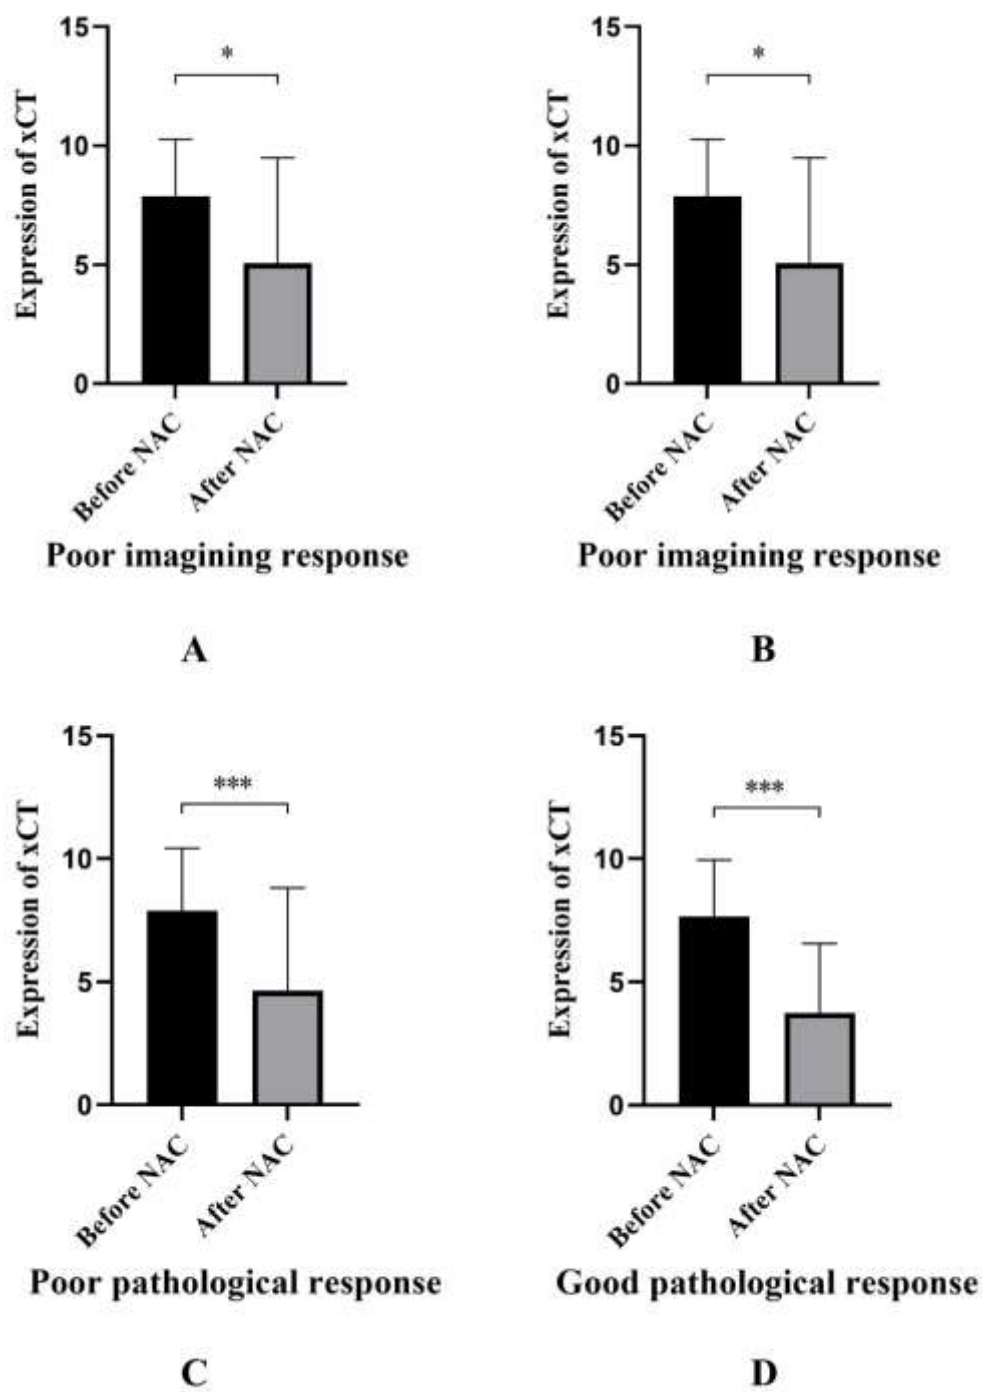 15
10
5
0
Expression of xCT
*
Before NAC
After NAC
Poor imagining response
A
15
10
5
0
Expression of xCT
*
Before NAC
After NAC
Poor imagining response
B
15
10
5
0
Expression of xCT
***
Before NAC
After NAC
Poor pathological response
C
15
10
5
0
Expression of xCT
***
Before NAC
After NAC
Good pathological response
D